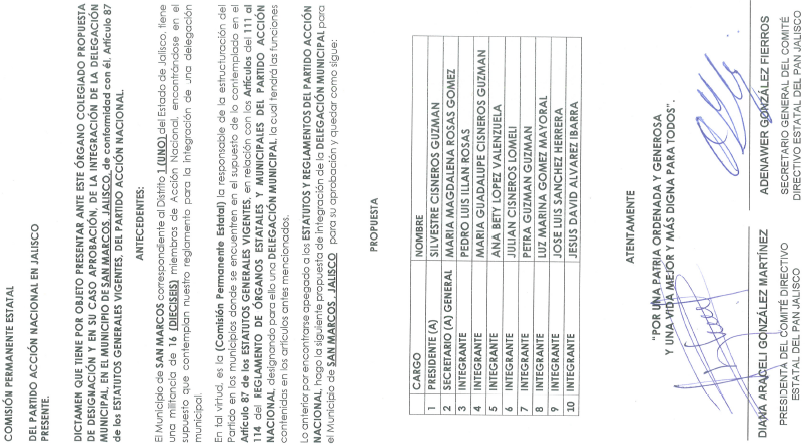 COMISIÓN PERMANENTE ESTATAL
DEL PARTIDO ACCIÓN NACIONAL EN JALISCO
PRESENTE.
DICTAMEN QUE TIENE POR OBJETO PRESENTAR ANTE ESTE ÓRGANO COLEGIADO PROPUESTA
DE DESIGNACIÓN Y EN SU CASO APROBACIÓN, DE LA INTEGRACIÓN DE LA DELEGACIÓN
MUNICIPAL, EN EL MUNICIPIO DE SAN MARCOS, JALISCO, de conformidad con él. Artículo 87
de los ESTATUTOS GENERALES VIGENTES, DEL PARTIDO ACCIÓN NACIONAL.
ANTECEDENTES:
El Municipio de SAN MARCOS correspondiente al Distrito 1 (UNO) del Estado de Jalisco, tiene
una militancia de 16 (DIECISEIS) miembros de Acción Nacional, encontrándose en el
supuesto que contemplan nuestro reglamento para la integración de una delegación
municipal.
En tal virtud, es la (Comisión Permanente Estatal) la responsable de la estructuración del
Partido en los municipios donde se encuentren en el supuesto de lo contemplado en el
Artículo 87 de los ESTATUTOS GENERALES VIGENTES, en relación con los Artículos del 111 al
114 del REGLAMENTO DE ÓRGANOS ESTATALES Y MUNICIPALES DEL PARTIDO ACCIÓN
NACIONAL, designando para ello una DELEGACIÓN MUNICIPAL, la cual tendrá las funciones
contenidas en los artículos antes mencionados.
Lo anterior por encontrarse apegado a los ESTATUTOS Y REGLAMENTOS DEL PARTIDO ACCIÓN
NACIONAL, hago la siguiente propuesta de integración de la DELEGACIÓN MUNICIPAL para
el Municipio de SAN MARCOS, JALISCO para su aprobación y quedar como sigue:
PROPUESTA
CARGO NOMBRE
1 PRESIDENTE (A) SILVESTRE CISNEROS GUZMAN
2 SECRETARIO (A) GENERAL MARIA MAGDALENA ROSAS GOMEZ
3 INTEGRANTE PEDRO LUIS ILLAN ROSAS
4 INTEGRANTE MARIA GUADALUPE CISNEROS GUZMAN
5 INTEGRANTE ANA BETY LOPEZ VALENZUELA
6 INTEGRANTE JULIAN CISNEROS LOMELI
7 INTEGRANTE PETRA GUZMAN GUZMAN
8 INTEGRANTE LUZ MARINA GOMEZ MAYORAL
9 INTEGRANTE JOSE LUIS SANCHEZ HERRERA
10 INTEGRANTE JESUS DAVID ALVAREZ IBARRA
ATENTAMENTE
"POR UNA PATRIA ORDENADA Y GENEROSA
Y UNA VIDA MEJOR Y MÁS DIGNA PARA TODOS".
DIANA ARACELI GONZÁLEZ MARTÍNEZ
PRESIDENTA DEL COMITÉ DIRECTIVO
ESTATAL DEL PAN JALISCO
ADENAWER GONZÁLEZ FIERROS
SECRETARIO GENERAL DEL COMITÉ
DIRECTIVO ESTATAL DEL PAN JALISCO